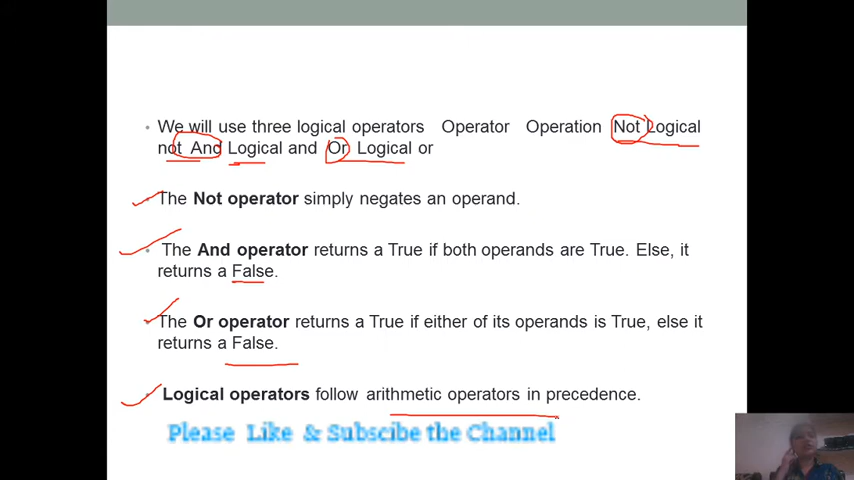 We will use three logical operators Operator Operation Not Logical
not And Logical and Or Logical or
The Not operator simply negates an operand.
The And operator returns a True if both operands are True. Else, it
returns a False.
The Or operator returns a True if either of its operands is True, else it
returns a False.
Logical operators follow arithmetic operators in precedence.
Please Like & Subscibe the Channel